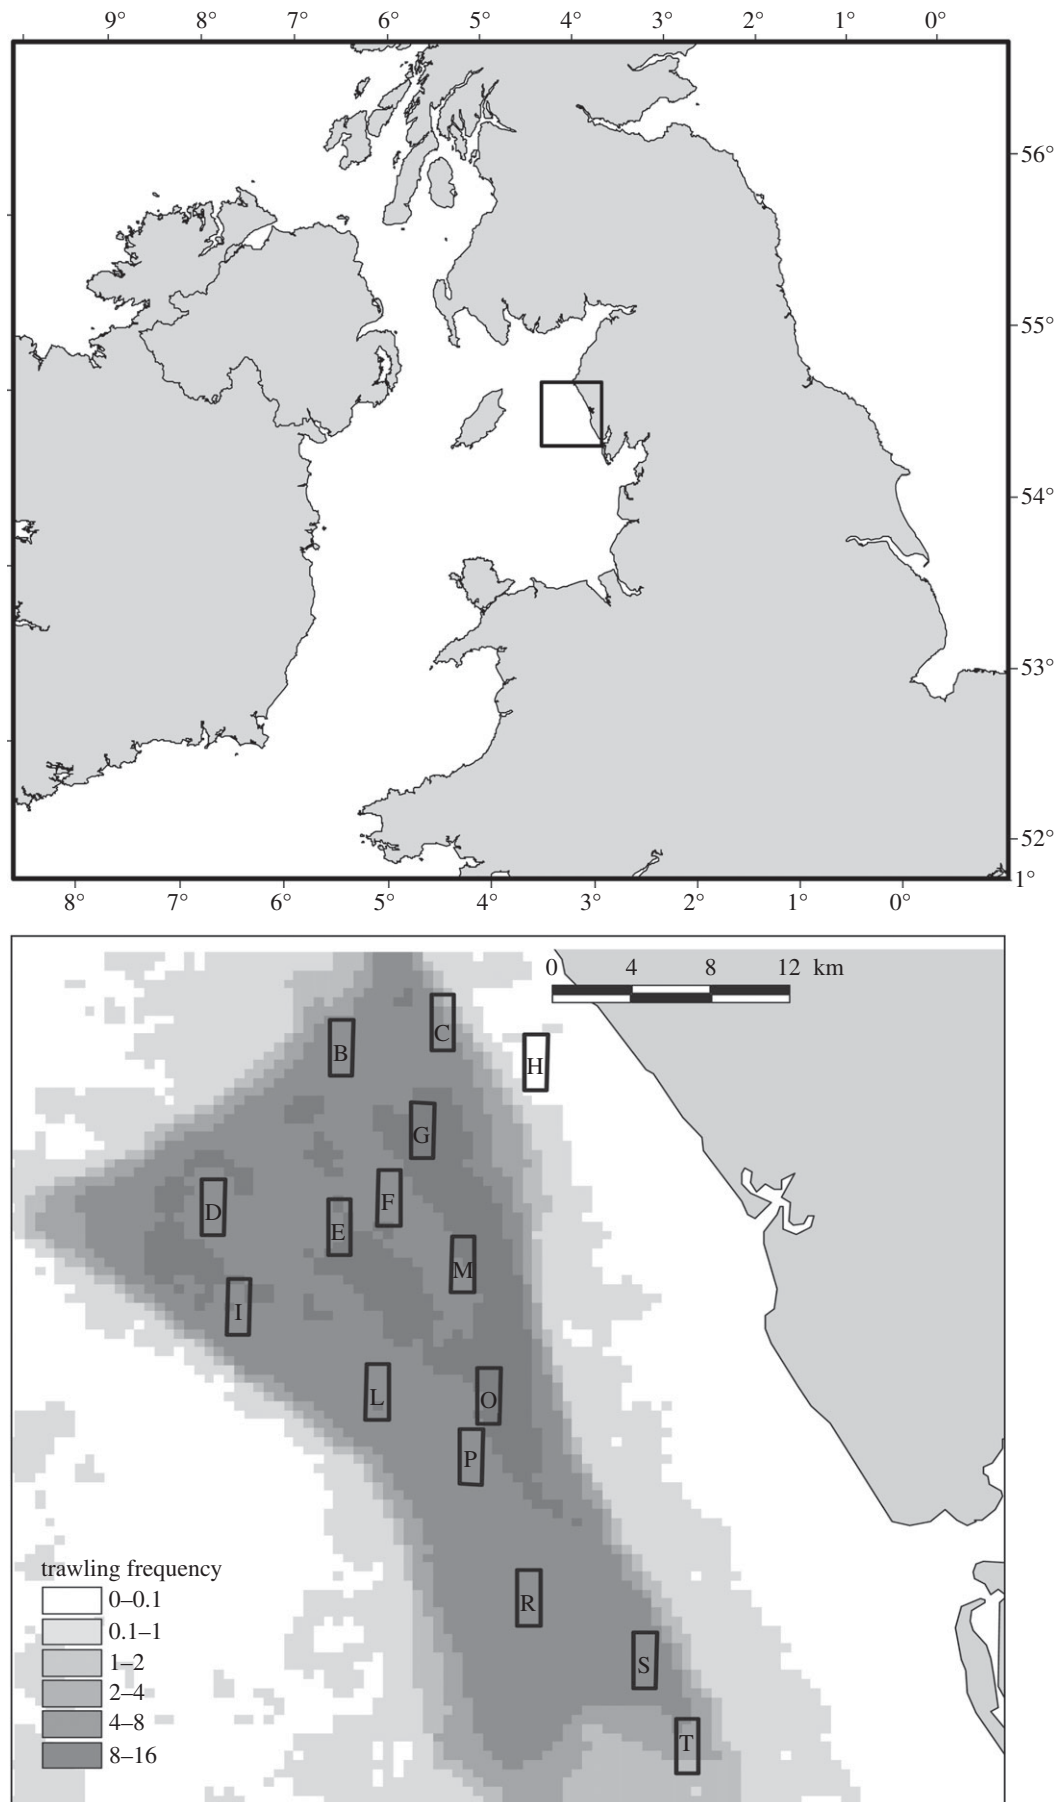 9° 8° 7° 6° 5° 4° 3° 2° 1° 0°
56°
55°
54°
53°
52°
1°
8° 7° 6° 5° 4° 3° 2° 1° 0°
0 4 8 12 km
C
B
H
G
F
D
E
M
I
L
O
P
R
S
T
trawling frequency
0–0.1
0.1–1
1–2
2–4
4–8
8–16